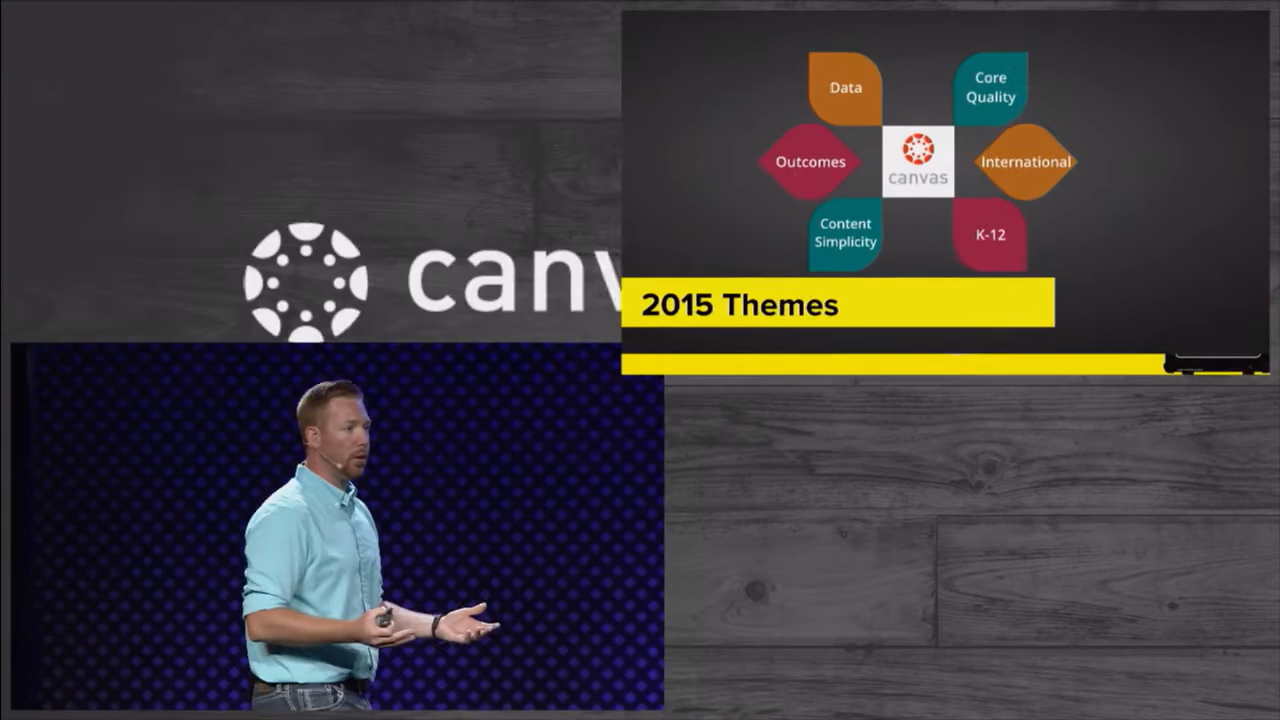 Data
Core
Quality
Outcomes
canvas
International
Content
Simplicity
K-12
canv
2015 Themes